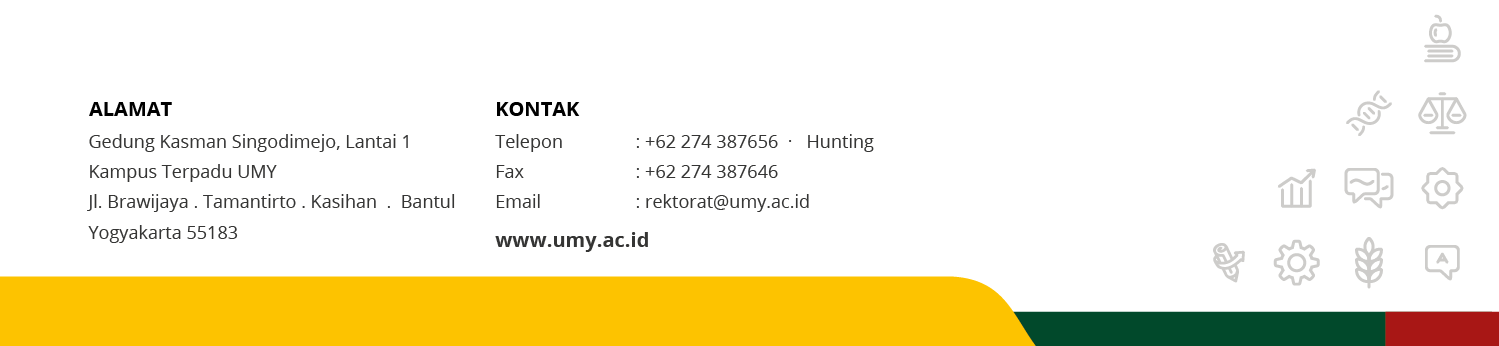 ALAMAT
Gedung Kasman Singodimejo, Lantai 1
Kampus Terpadu UMY
Jl. Brawijaya . Tamantirto . Kasihan . Bantul
Yogyakarta 55183
KONTAK
Telepon : +62 274 387656 · Hunting
Fax : +62 274 387646
Email : rektorat@umy.ac.id
www.umy.ac.id
A